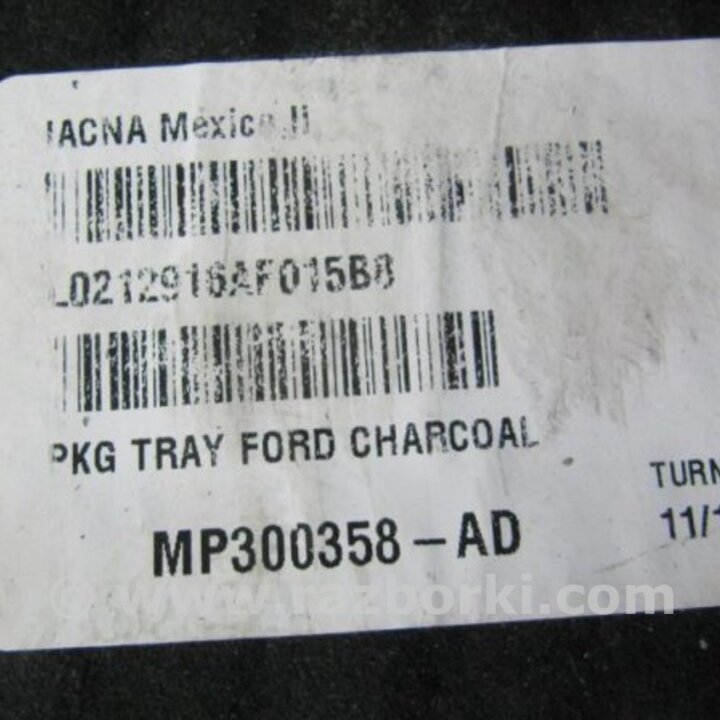 IACNA Mexico II
L0212916AF015B8
PKG TRAY FORD CHARCOAL
TURN
MP300358-AD
11/1
© www.razborki.com